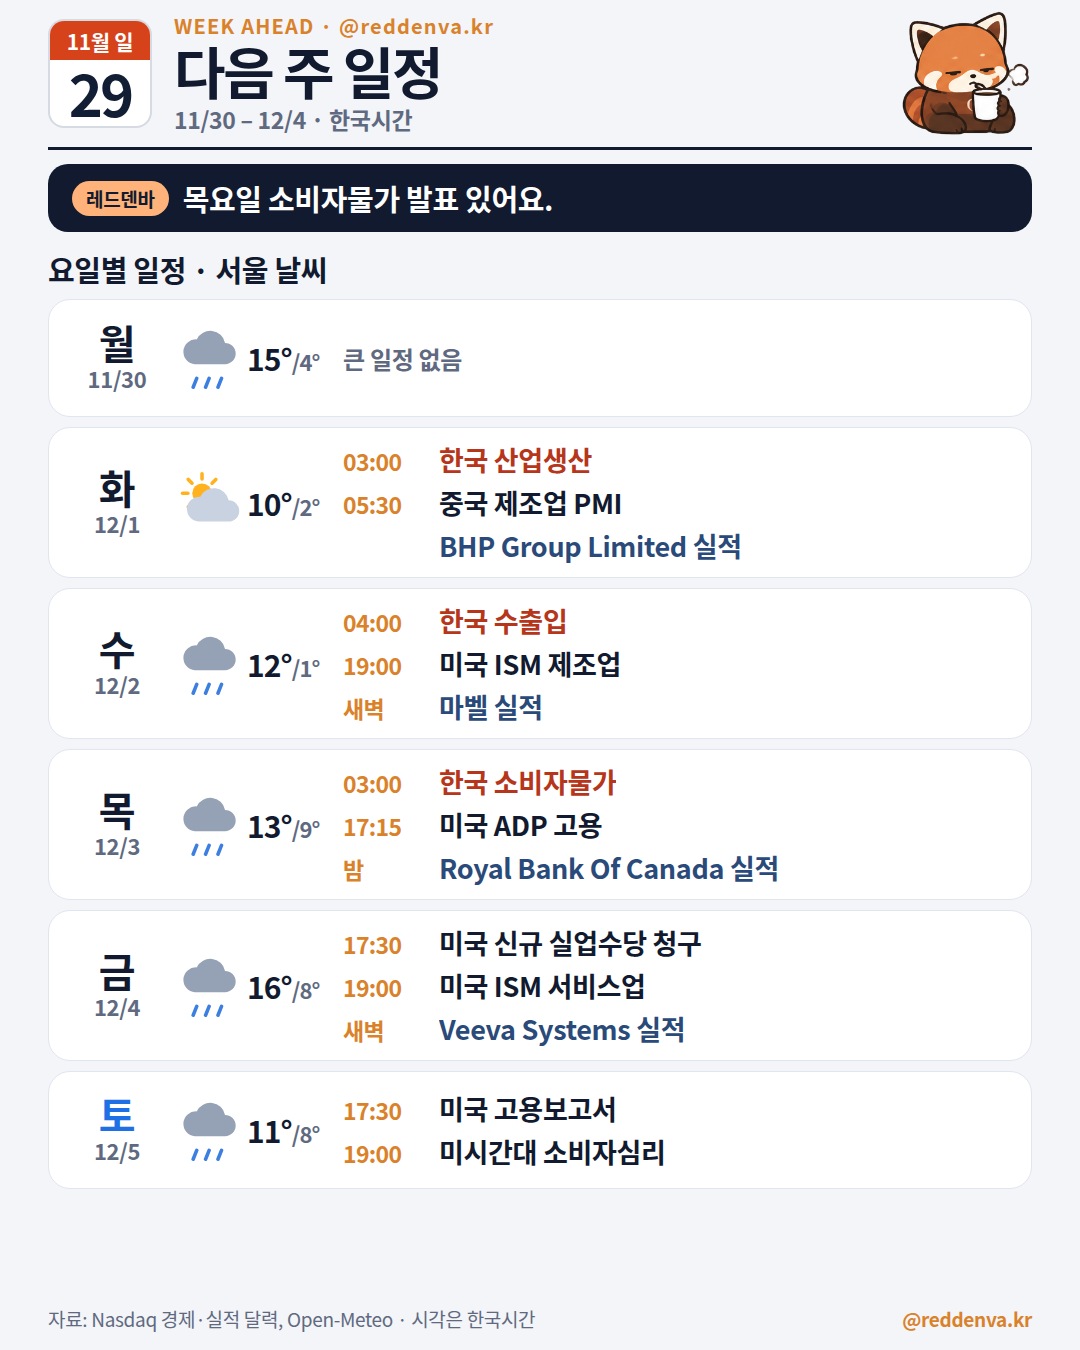 11월 일
29
WEEK AHEAD · @reddenva.kr
다음 주 일정
11/30 – 12/4 · 한국시간
레드덴바 목요일 소비자물가 발표 있어요.
요일별 일정 · 서울 날씨
월
11/30
15°/4°
큰 일정 없음
화
12/1
10°/2°
03:00 한국 산업생산
05:30 중국 제조업 PMI
BHP Group Limited 실적
수
12/2
12°/1°
04:00 한국 수출입
19:00 미국 ISM 제조업
새벽 마벨 실적
목
12/3
13°/9°
03:00 한국 소비자물가
17:15 미국 ADP 고용
밤 Royal Bank Of Canada 실적
금
12/4
16°/8°
17:30 미국 신규 실업수당 청구
19:00 미국 ISM 서비스업
새벽 Veeva Systems 실적
토
12/5
11°/8°
17:30 미국 고용보고서
19:00 미시간대 소비자심리
자료: Nasdaq 경제·실적 달력, Open-Meteo · 시각은 한국시간
@reddenva.kr